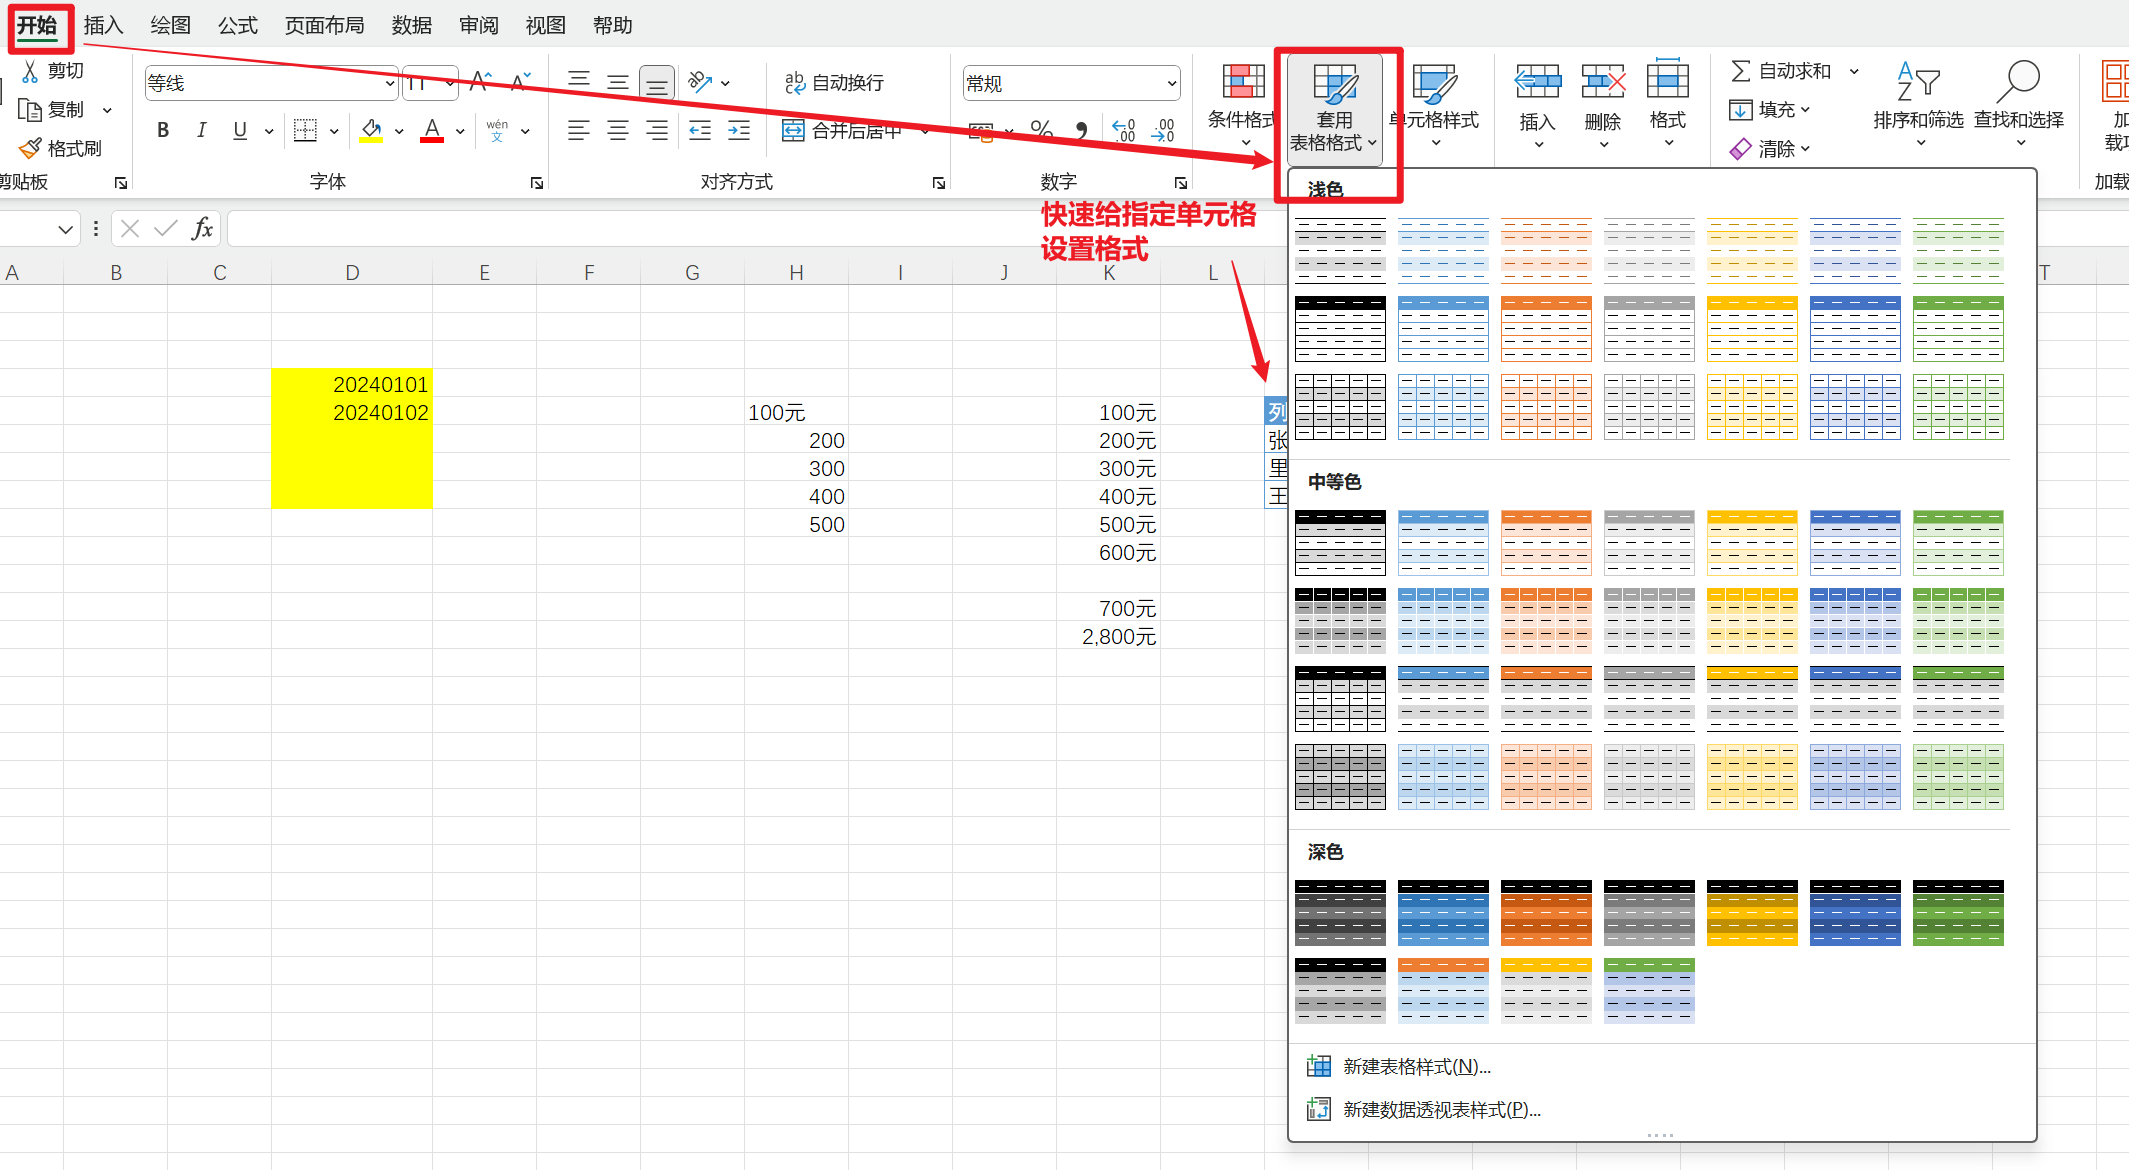 开始 插入 绘图 公式 页面布局 数据 审阅 视图 帮助
剪切
复制
格式刷
剪贴板
等线 11
B I U
wén
文
字体
自动换行
合并后居中
对齐方式
常规
数字
条件格式
套用
表格格式
单元格样式
插入
删除
格式
自动求和
填充
清除
排序和筛选
查找和选择
加
载项
加载
快速给指定单元格
设置格式
fx
A B C D E F G H I J K L T
20240101
20240102 100元 100元 列
200 200元 张
300 300元 里
400 400元 王
500 500元
600元
700元
2,800元
浅色
中等色
深色
新建表格样式(N)...
新建数据透视表样式(P)...